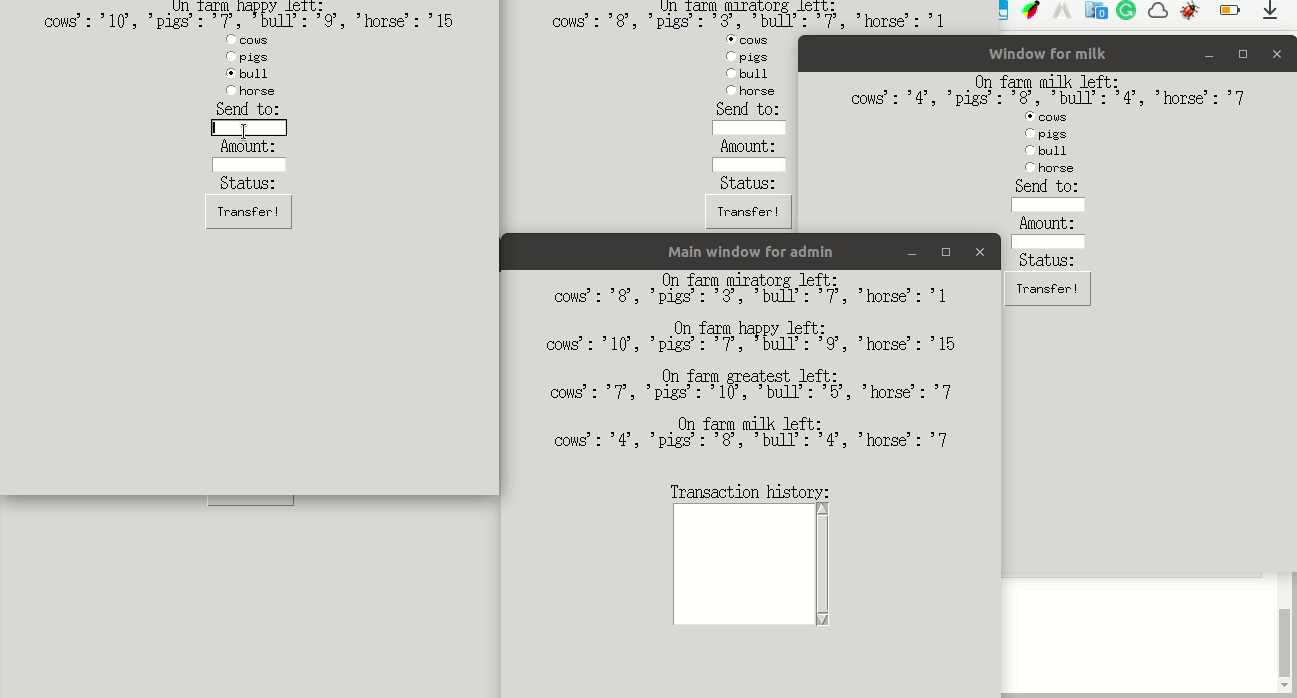 On farm happy left:
cows': '10', 'pigs': '7', 'bull': '9', 'horse': '15
cows
pigs
bull
horse
Send to:
Amount:
Status:
Transfer!
On farm miratorg left:
cows': '8', 'pigs': '3', 'bull': '7', 'horse': '1
cows
pigs
bull
horse
Send to:
Amount:
Status:
Transfer!
Window for milk
On farm milk left:
cows': '4', 'pigs': '8', 'bull': '4', 'horse': '7
cows
pigs
bull
horse
Send to:
Amount:
Status:
Transfer!
Main window for admin
On farm miratorg left:
cows': '8', 'pigs': '3', 'bull': '7', 'horse': '1
On farm happy left:
cows': '10', 'pigs': '7', 'bull': '9', 'horse': '15
On farm greatest left:
cows': '7', 'pigs': '10', 'bull': '5', 'horse': '7
On farm milk left:
cows': '4', 'pigs': '8', 'bull': '4', 'horse': '7
Transaction history: